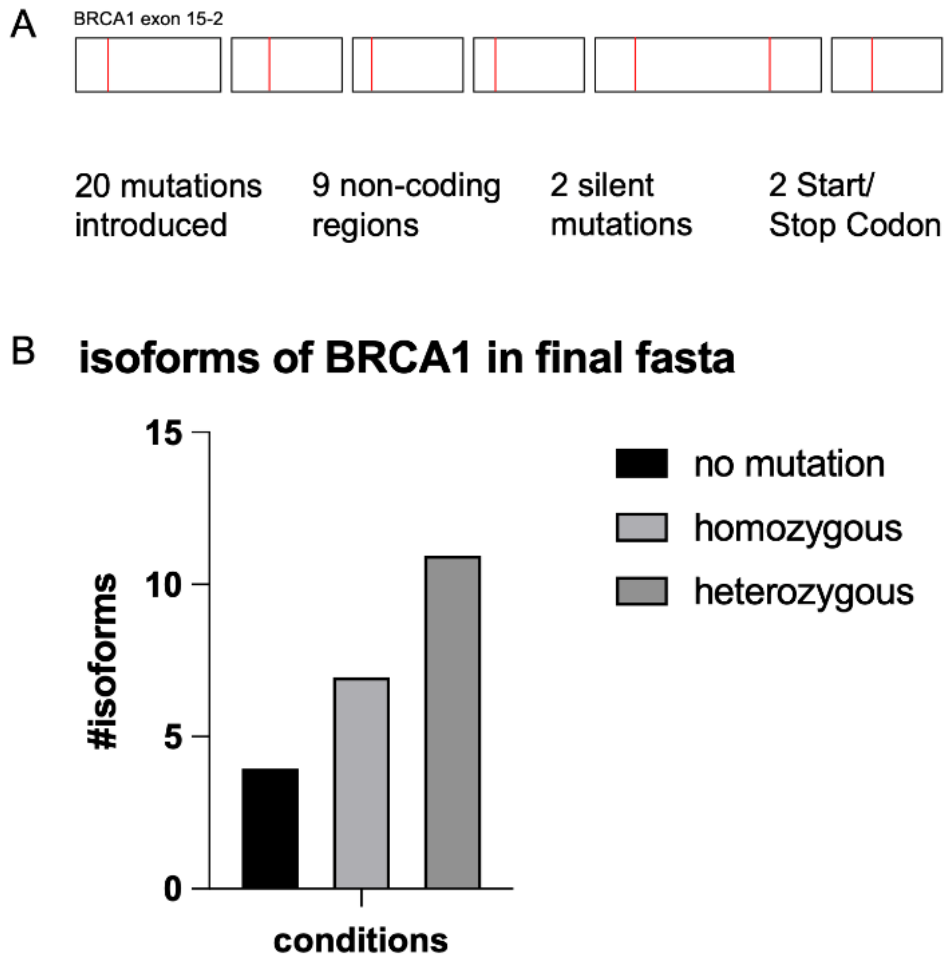 A
BRCA1 exon 15-2
20 mutations
introduced
9 non-coding
regions
2 silent
mutations
2 Start/
Stop Codon
B
isoforms of BRCA1 in final fasta
#isoforms
15
10
5
0
conditions
no mutation
homozygous
heterozygous